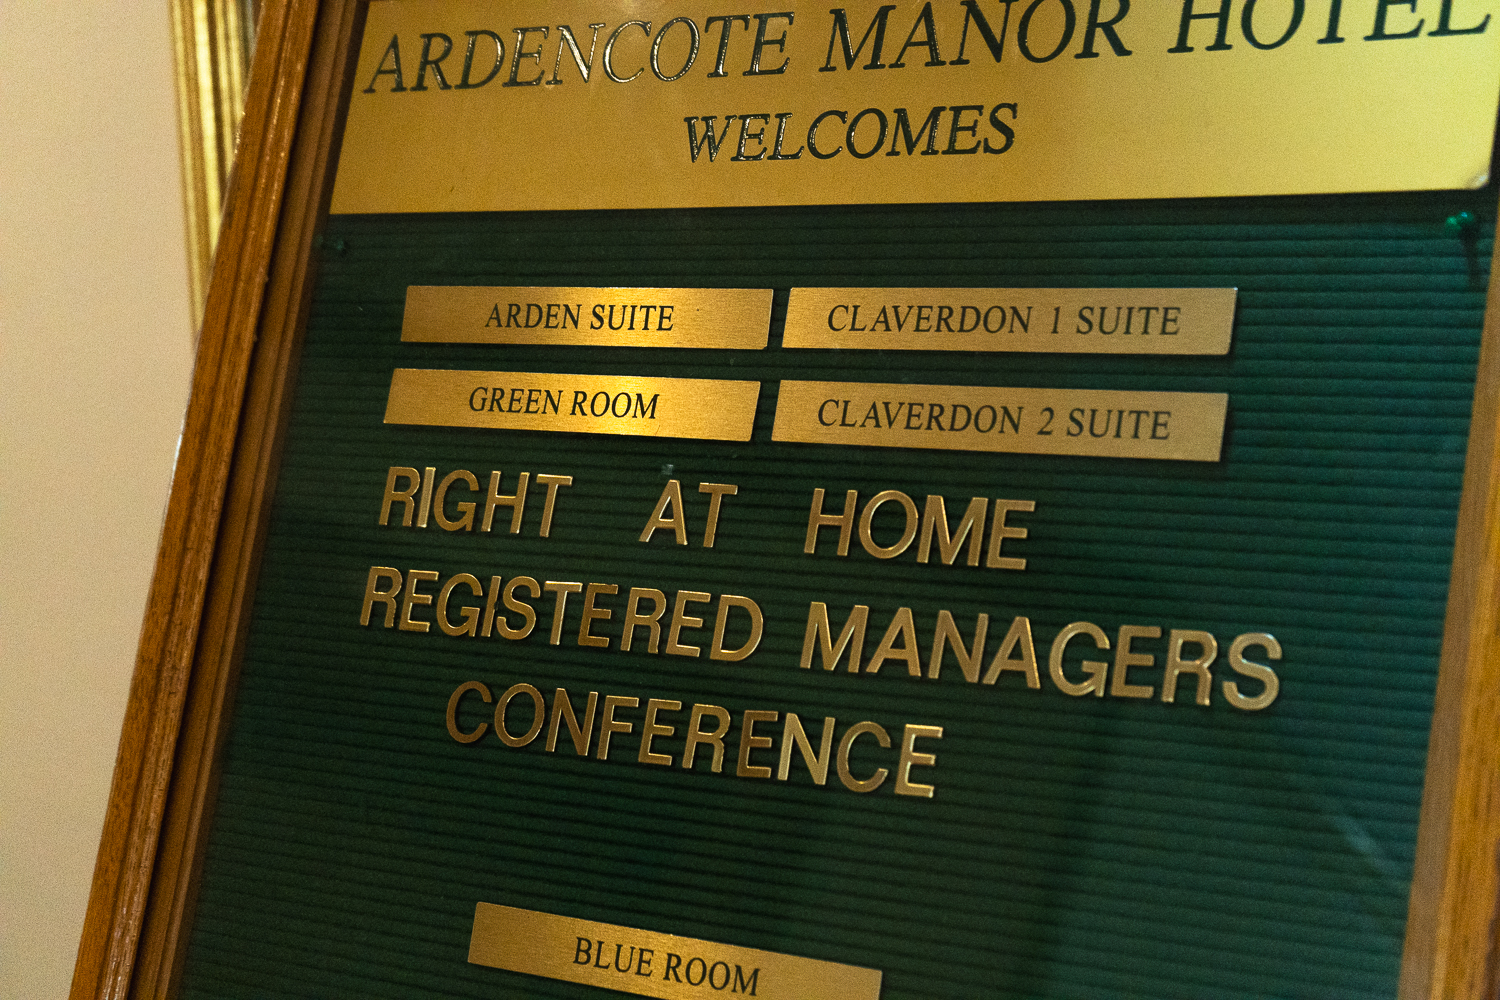 ARDENCOTE MANOR HOTEL
WELCOMES
ARDEN SUITE CLAVERDON 1 SUITE
GREEN ROOM CLAVERDON 2 SUITE
RIGHT AT HOME
REGISTERED MANAGERS
CONFERENCE
BLUE ROOM